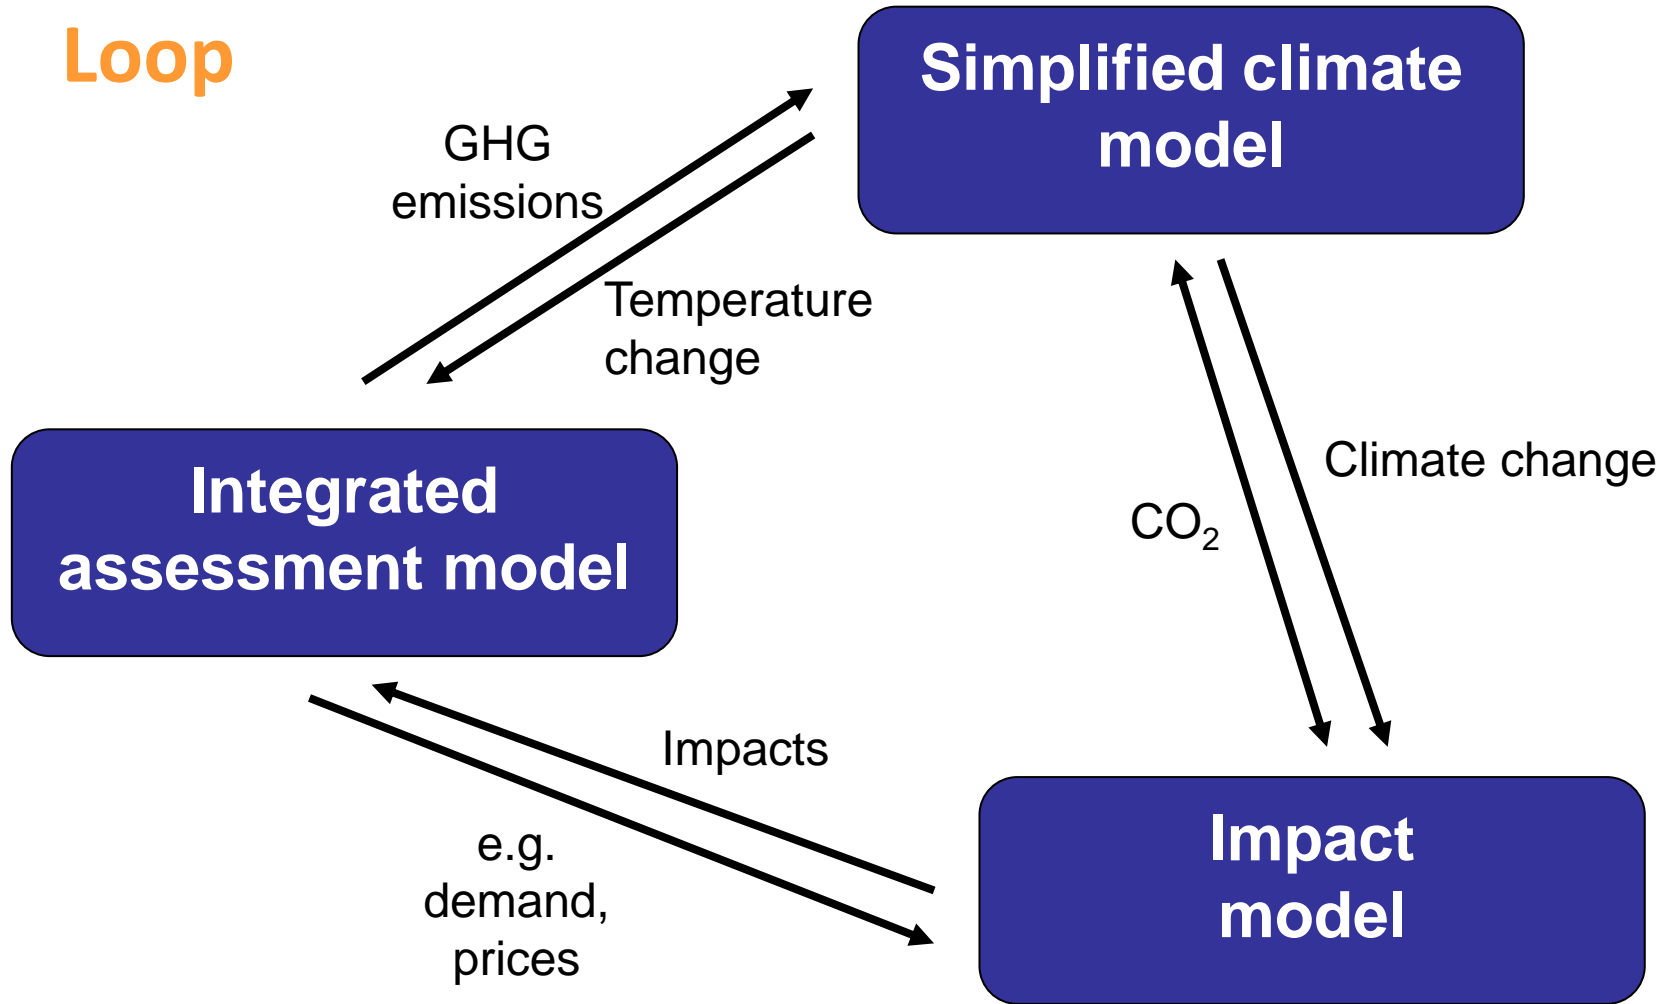 Loop
Simplified climate
model
GHG
emissions
Temperature
change
Integrated
assessment model
Climate change
CO₂
Impacts
e.g.
demand,
prices
Impact
model